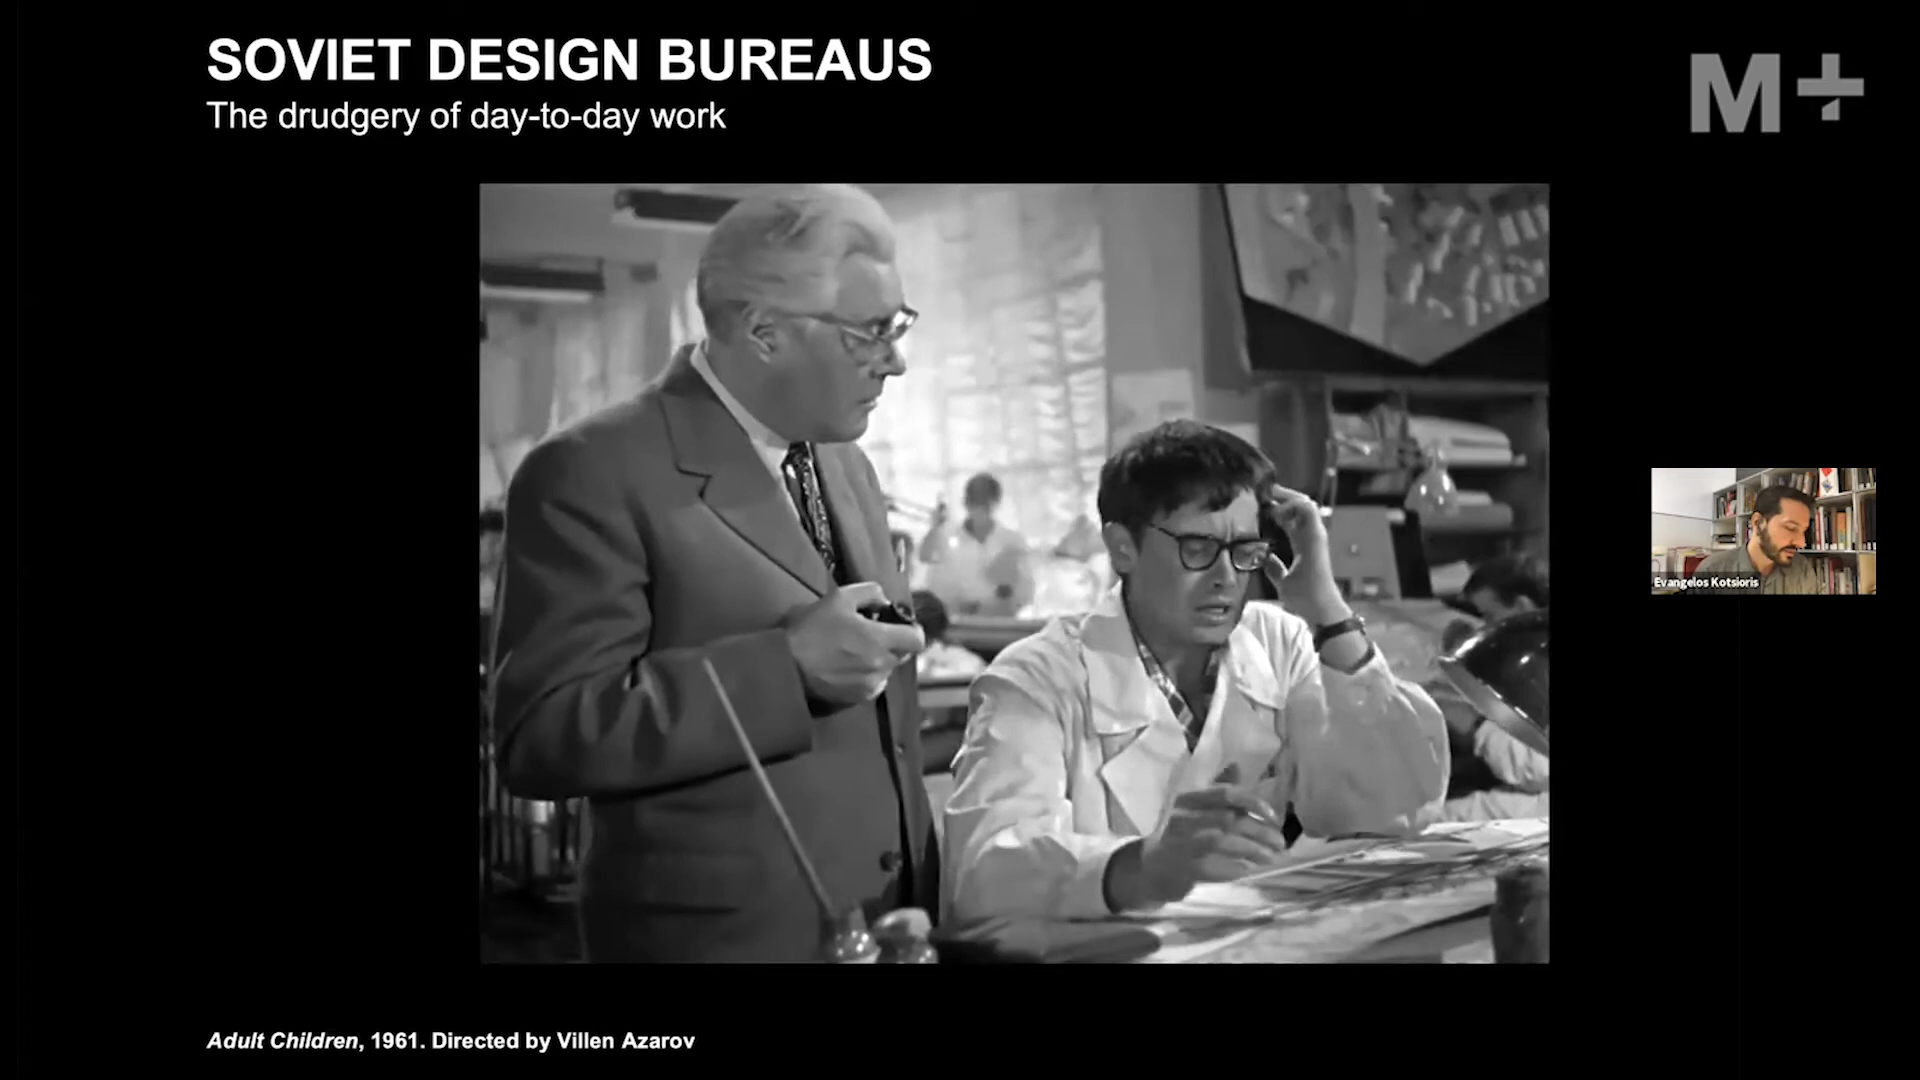 SOVIET DESIGN BUREAUS
The drudgery of day-to-day work
M+
Evangelos Kotsioris
Adult Children, 1961. Directed by Villen Azarov